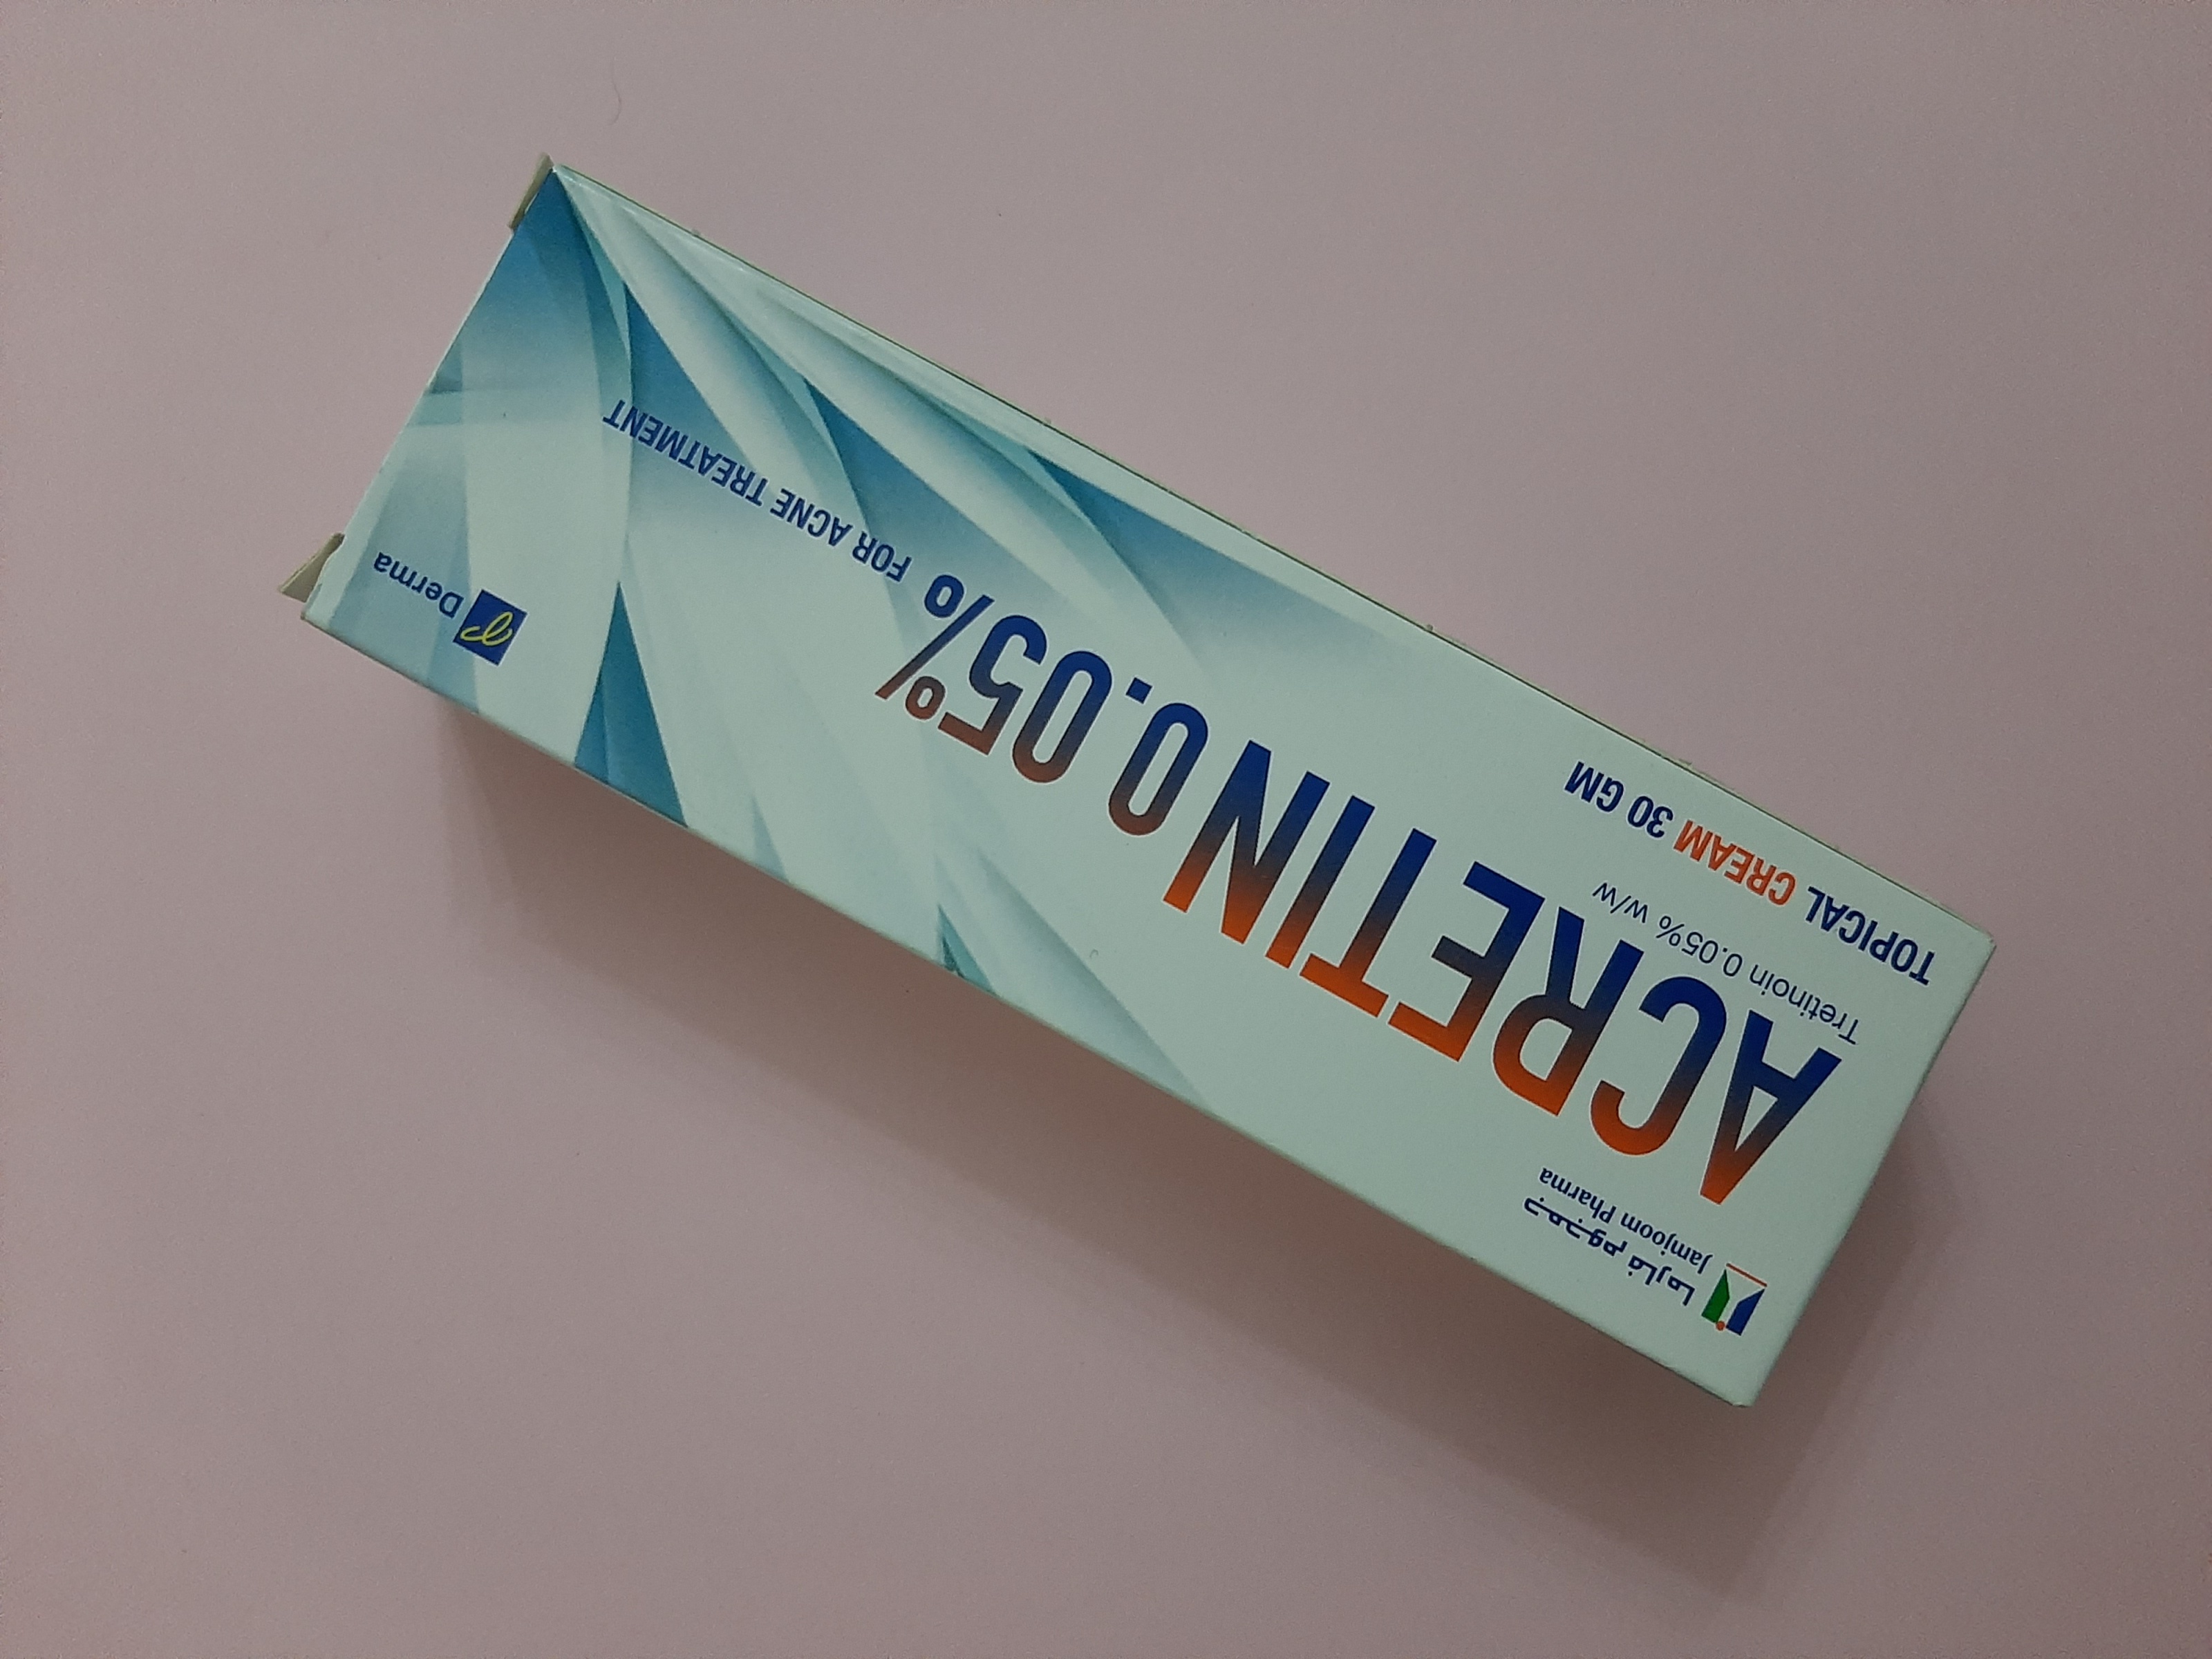 جمجوم فارما
Jamjoom Pharma
ACRETIN 0.05%
Tretinoin 0.05% w/w
FOR ACNE TREATMENT
TOPICAL CREAM 30 GM
Derma